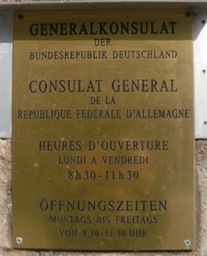 GENERALKONSULAT
DER
BUNDESREPUBLIK DEUTSCHLAND
CONSULAT GENERAL
DE LA
REPUBLIQUE FEDERALE D'ALLEMAGNE
HEURES D'OUVERTURE
LUNDI A VENDREDI
8h30-11h30
ÖFFNUNGSZEITEN
MONTAGS BIS FREITAGS
VON 8.30-11.30 UHR